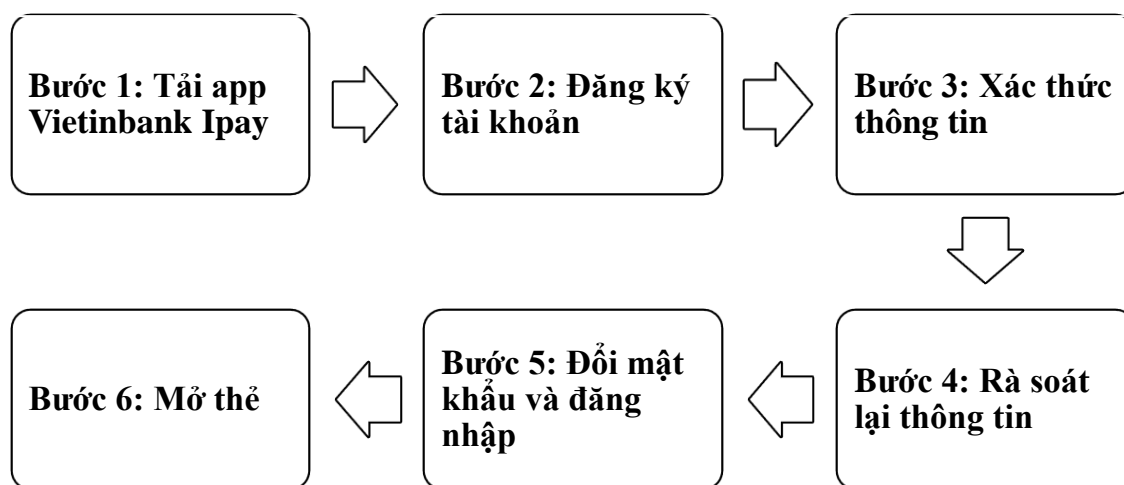 Bước 1: Tải app
Vietinbank Ipay
Bước 2: Đăng ký
tài khoản
Bước 3: Xác thức
thông tin
Bước 4: Rà soát
lại thông tin
Bước 5: Đổi mật
khẩu và đăng
nhập
Bước 6: Mở thẻ